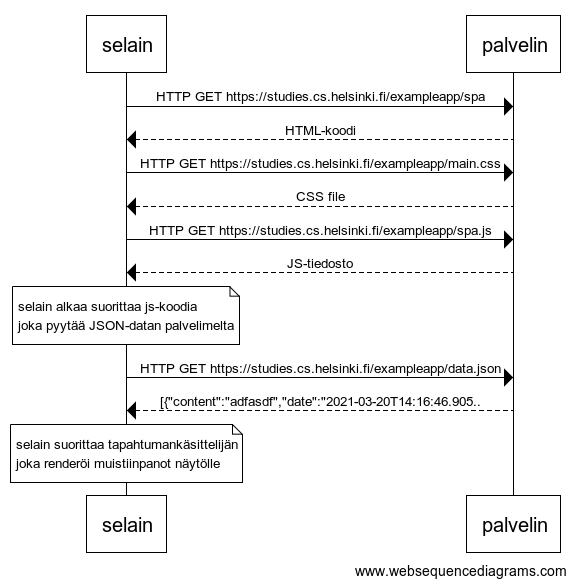 selain
palvelin
HTTP GET https://studies.cs.helsinki.fi/exampleapp/spa
HTML-koodi
HTTP GET https://studies.cs.helsinki.fi/exampleapp/main.css
CSS file
HTTP GET https://studies.cs.helsinki.fi/exampleapp/spa.js
JS-tiedosto
selain alkaa suorittaa js-koodia
joka pyytää JSON-datan palvelimelta
HTTP GET https://studies.cs.helsinki.fi/exampleapp/data.json
[{"content":"adfasdf","date":"2021-03-20T14:16:46.905..
selain suorittaa tapahtumankäsittelijän
joka renderöi muistiinpanot näytölle
selain
palvelin
www.websequencediagrams.com